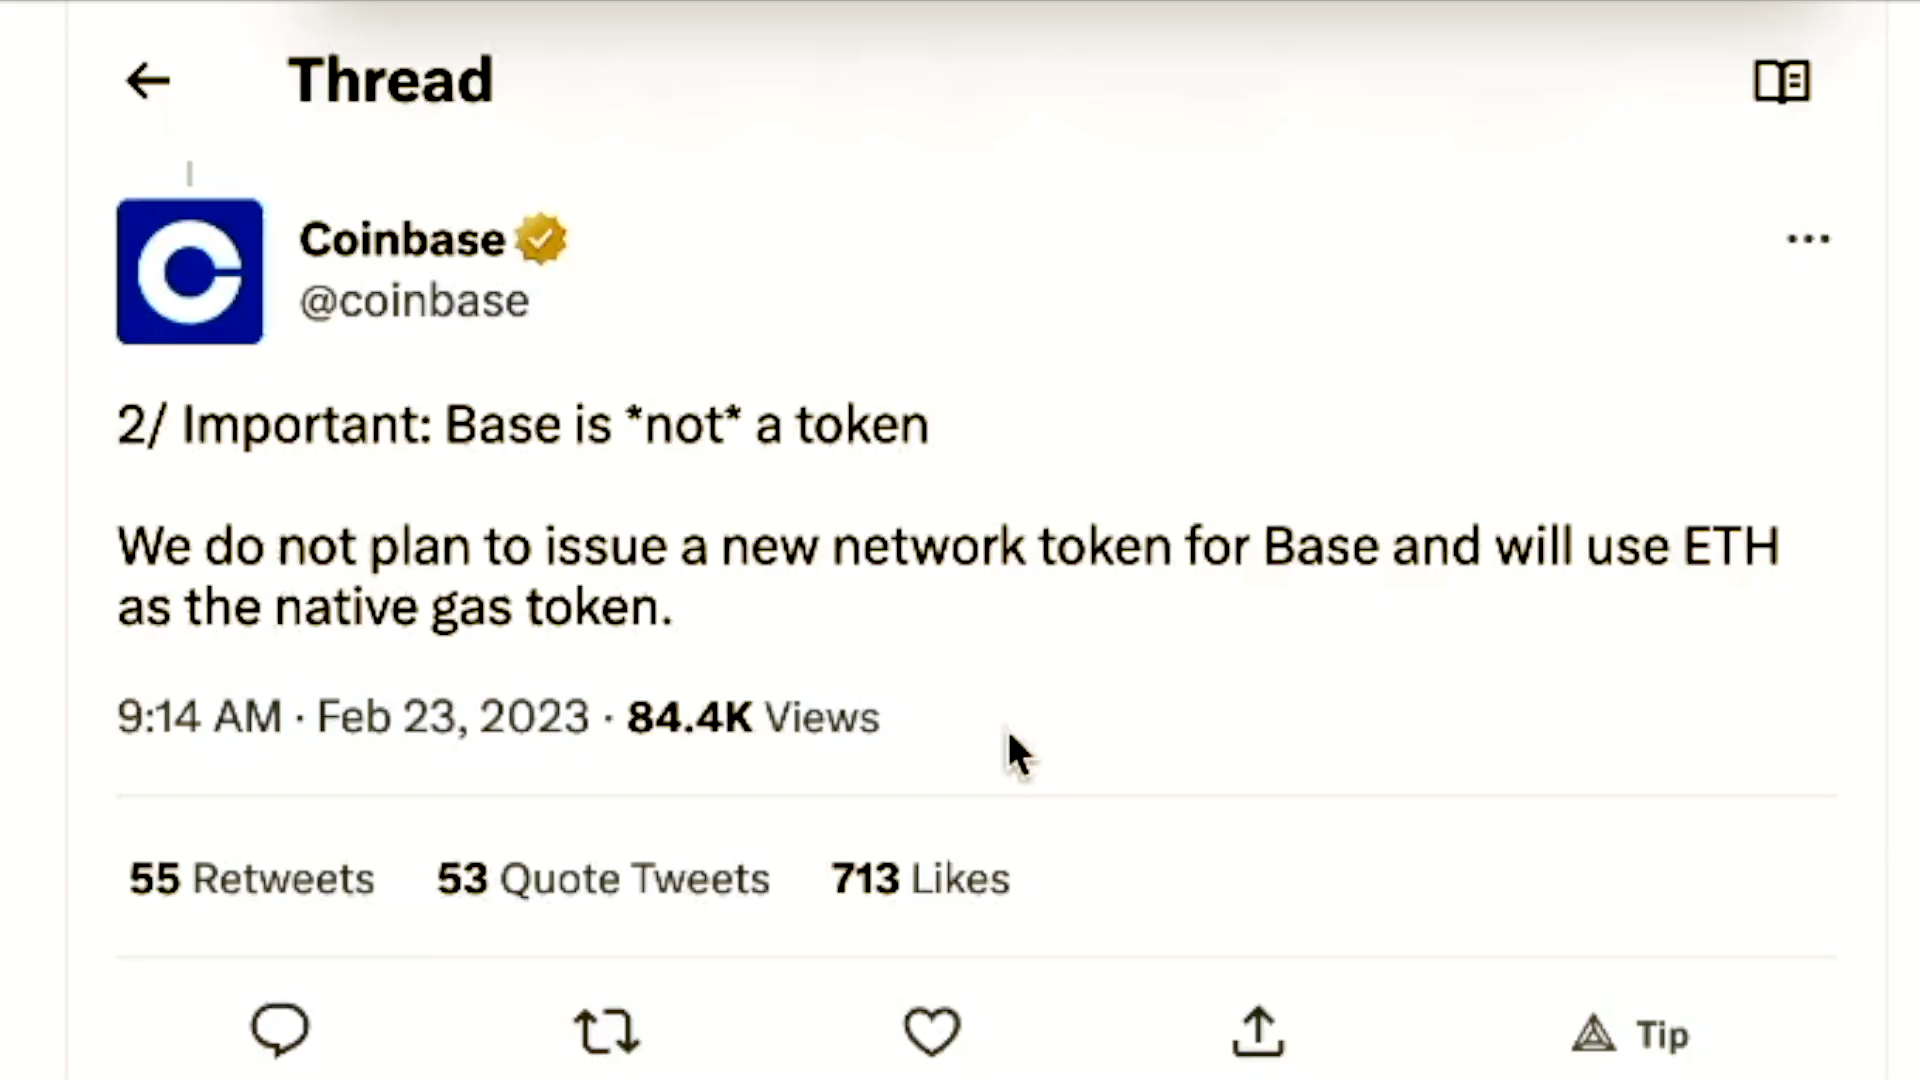 Thread
Coinbase
@coinbase
2/ Important: Base is *not* a token
We do not plan to issue a new network token for Base and will use ETH
as the native gas token.
9:14 AM · Feb 23, 2023 · 84.4K Views
55 Retweets 53 Quote Tweets 713 Likes
Tip